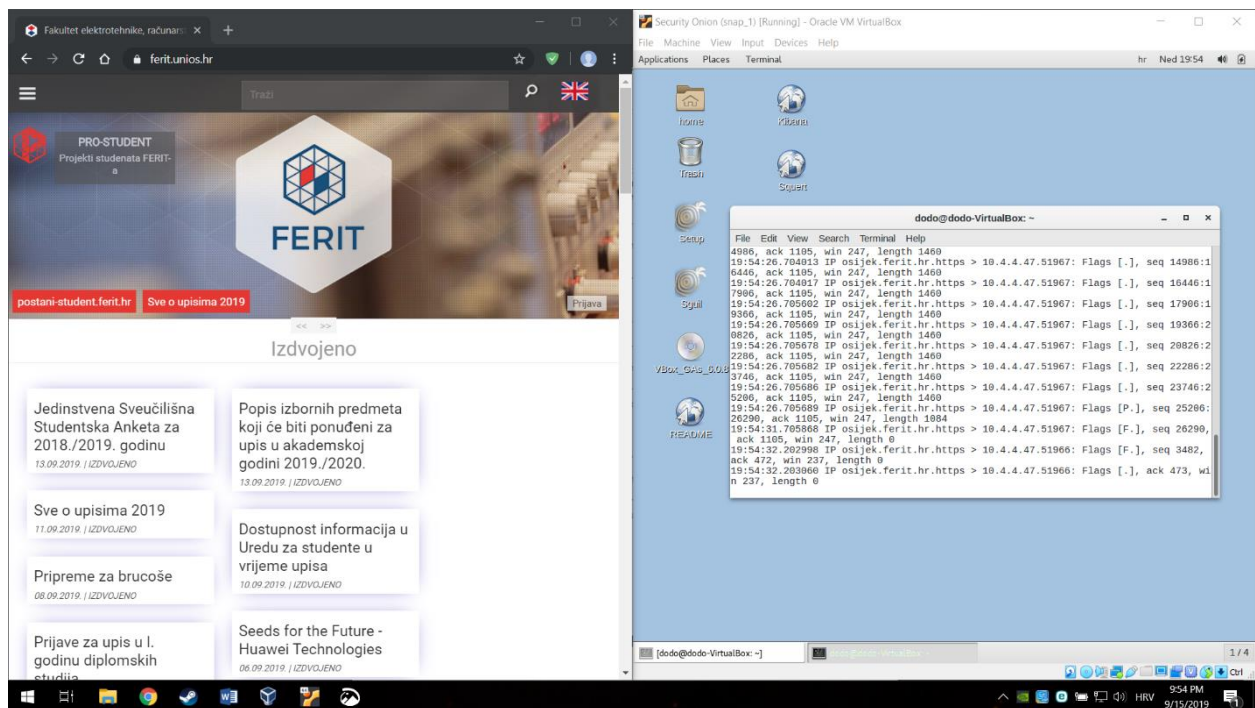 Fakultet elektrotehnike, računars
ferit.unios.hr
Traži
PRO-STUDENT
Projekti studenata FERIT-
a
FERIT
postani-student.ferit.hr
Sve o upisima 2019
Prijava
<< >>
Izdvojeno
Jedinstvena Sveučilišna
Studentska Anketa za
2018./2019. godinu
13.09.2019. | IZDVOJENO
Sve o upisima 2019
11.09.2019. | IZDVOJENO
Pripreme za brucoše
08.09.2019. | IZDVOJENO
Prijave za upis u I.
godinu diplomskih
studija
Popis izbornih predmeta
koji će biti ponuđeni za
upis u akademskoj
godini 2019./2020.
13.09.2019. | IZDVOJENO
Dostupnost informacija u
Uredu za studente u
vrijeme upisa
10.09.2019. | IZDVOJENO
Seeds for the Future -
Huawei Technologies
06.09.2019. | IZDVOJENO
Security Onion (snap_1) [Running] - Oracle VM VirtualBox
File Machine View Input Devices Help
Applications Places Terminal
hr Ned 19:54
home
Kibana
Trash
Squert
Setup
Sguil
VBox_GAs_6.0.8
README
dodo@dodo-VirtualBox: ~
File Edit View Search Terminal Help
4986, ack 1105, win 247, length 1460
19:54:26.704013 IP osijek.ferit.hr.https > 10.4.4.47.51967: Flags [.], seq 14986:1
6446, ack 1105, win 247, length 1460
19:54:26.704017 IP osijek.ferit.hr.https > 10.4.4.47.51967: Flags [.], seq 16446:1
7906, ack 1105, win 247, length 1460
19:54:26.705602 IP osijek.ferit.hr.https > 10.4.4.47.51967: Flags [.], seq 17906:1
9366, ack 1105, win 247, length 1460
19:54:26.705669 IP osijek.ferit.hr.https > 10.4.4.47.51967: Flags [.], seq 19366:2
0826, ack 1105, win 247, length 1460
19:54:26.705678 IP osijek.ferit.hr.https > 10.4.4.47.51967: Flags [.], seq 20826:2
2286, ack 1105, win 247, length 1460
19:54:26.705682 IP osijek.ferit.hr.https > 10.4.4.47.51967: Flags [.], seq 22286:2
3746, ack 1105, win 247, length 1460
19:54:26.705686 IP osijek.ferit.hr.https > 10.4.4.47.51967: Flags [.], seq 23746:2
5206, ack 1105, win 247, length 1460
19:54:26.705689 IP osijek.ferit.hr.https > 10.4.4.47.51967: Flags [P.], seq 25206:
26290, ack 1105, win 247, length 1084
19:54:31.705868 IP osijek.ferit.hr.https > 10.4.4.47.51967: Flags [F.], seq 26290,
ack 1105, win 247, length 0
19:54:32.202998 IP osijek.ferit.hr.https > 10.4.4.47.51966: Flags [F.], seq 3482,
ack 472, win 237, length 0
19:54:32.203060 IP osijek.ferit.hr.https > 10.4.4.47.51966: Flags [.], ack 473, wi
n 237, length 0
[dodo@dodo-VirtualBox: ~]
dodo@dodo-VirtualBox: ~
1 / 4
Ctrl
HRV
9:54 PM
9/15/2019